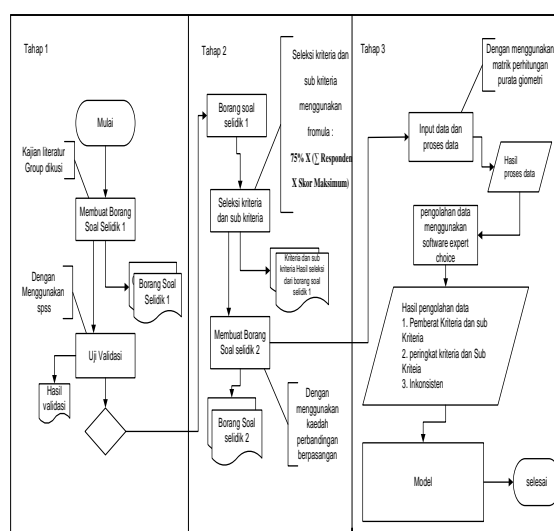 Tahap 1
Mulai
Kajian literatur
Group dikusi
Membuat Borang
Soal Selidik 1
Borang Soal
Selidik 1
Dengan
Menggunakan
spss
Uji Validasi
Hasil
validasi
Tahap 2
Seleksi kriteria dan
sub kriteria
menggunakan
fromula :
75% X (∑ Responden
X Skor Maksimum)
Borang soal
selidik 1
Seleksi kriteria
dan sub kriteria
Kriteria dan sub
kriteria Hasil seleksi
dari borang soal
selidik 1
Membuat Borang
Soal selidik 2
Borang Soal
selidik 2
Dengan
menggunakan
kaedah
perbandingan
berpasangan
Tahap 3
Dengan menggunakan
matrik perhitungan
purata giometri
Input data dan
proses data
Hasil
proses data
pengolahan data
menggunakan
software expert
choice
Hasil pengolahan data
1. Pemberat Kriteria dan sub
Kriteria
2. peringkat kriteria dan Sub
Kriteia
3. Inkonsisten
Model
selesai